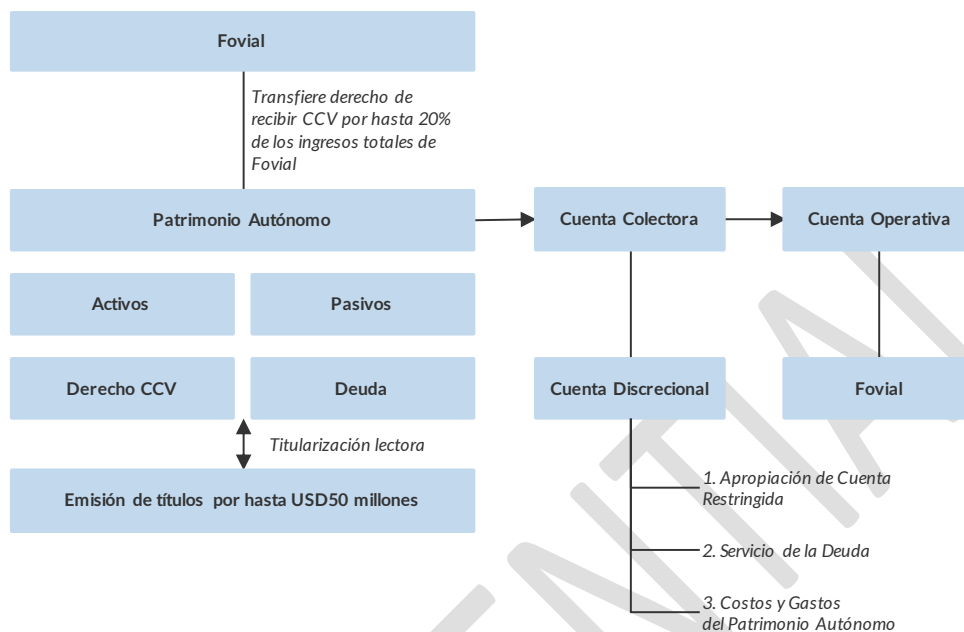 Fovial
Transfiere derecho de
recibir CCV por hasta 20%
de los ingresos totales de
Fovial
Patrimonio Autónomo
Cuenta Colectora
Cuenta Operativa
Activos
Pasivos
Derecho CCV
Deuda
Cuenta Discrecional
Fovial
Titularización lectora
Emisión de títulos por hasta USD50 millones
1. Apropiación de Cuenta
Restringida
2. Servicio de la Deuda
3. Costos y Gastos
del Patrimonio Autónomo
ENTIAL